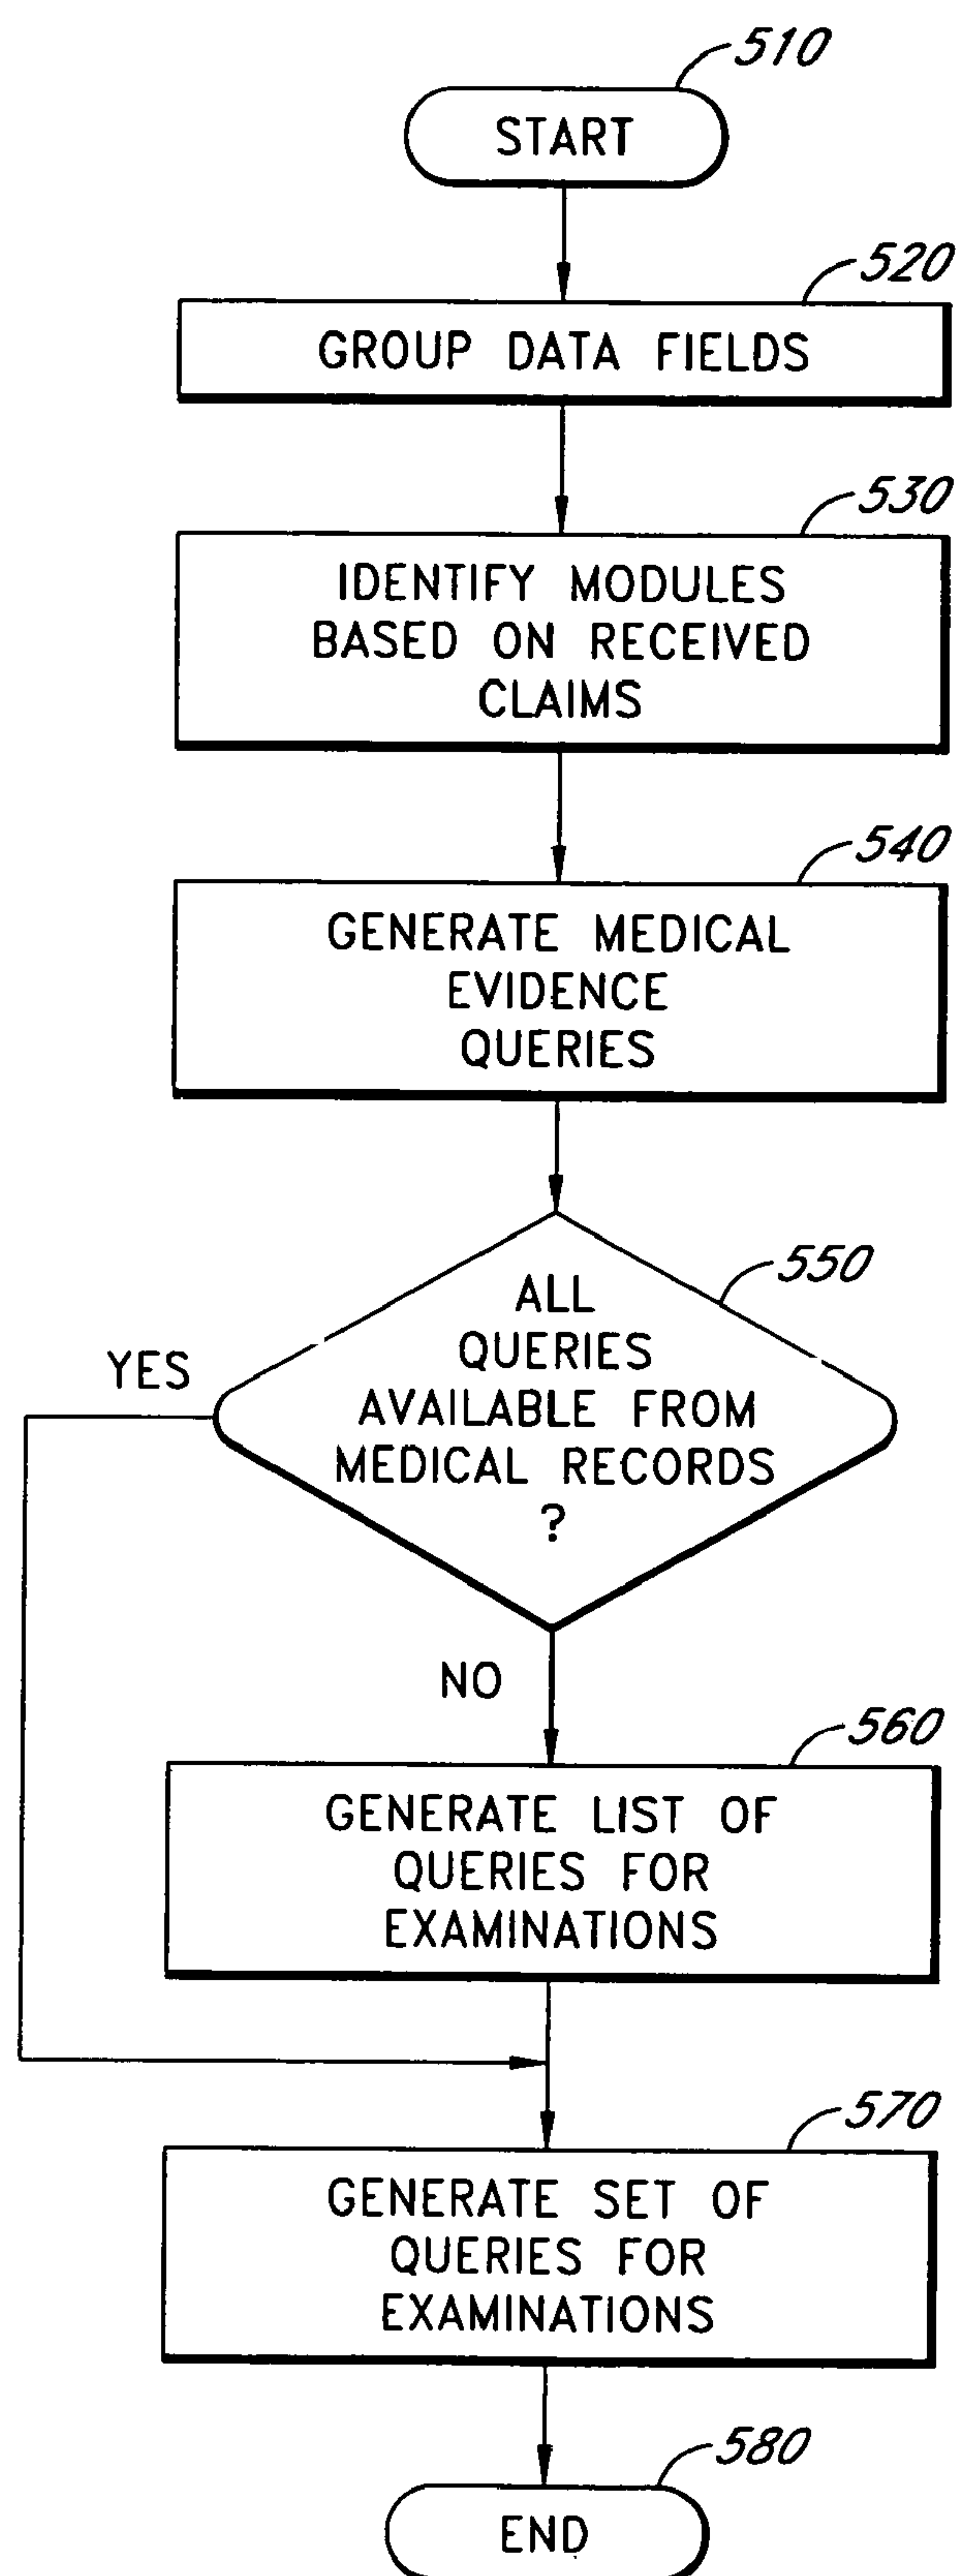 510
START
520
GROUP DATA FIELDS
530
IDENTIFY MODULES
BASED ON RECEIVED
CLAIMS
540
GENERATE MEDICAL
EVIDENCE
QUERIES
550
ALL
QUERIES
AVAILABLE FROM
MEDICAL RECORDS
?
YES
NO
560
GENERATE LIST OF
QUERIES FOR
EXAMINATIONS
570
GENERATE SET OF
QUERIES FOR
EXAMINATIONS
580
END